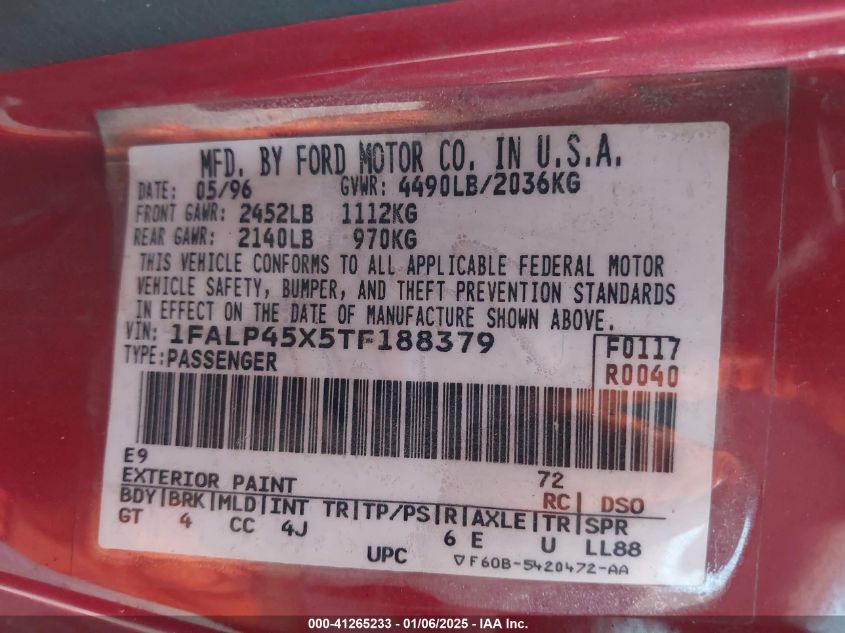 MFD. BY FORD MOTOR CO. IN U.S.A.
DATE: 05/96 GVWR: 4490LB/2036KG
FRONT GAWR: 2452LB 1112KG
REAR GAWR: 2140LB 970KG
THIS VEHICLE CONFORMS TO ALL APPLICABLE FEDERAL MOTOR
VEHICLE SAFETY, BUMPER, AND THEFT PREVENTION STANDARDS
IN EFFECT ON THE DATE OF MANUFACTURE SHOWN ABOVE.
VIN: 1FALP45X5TF188379
TYPE: PASSENGER
F0117
R0040
E9 72
EXTERIOR PAINT RC| DSO
BDY|BRK|MLD|INT TR|TP/PS|R|AXLE|TR|SPR
GT 4 CC 4J 6 E U LL88
UPC ▽F60B-5420472-AA
000-41265233 - 01/06/2025 - IAA Inc.